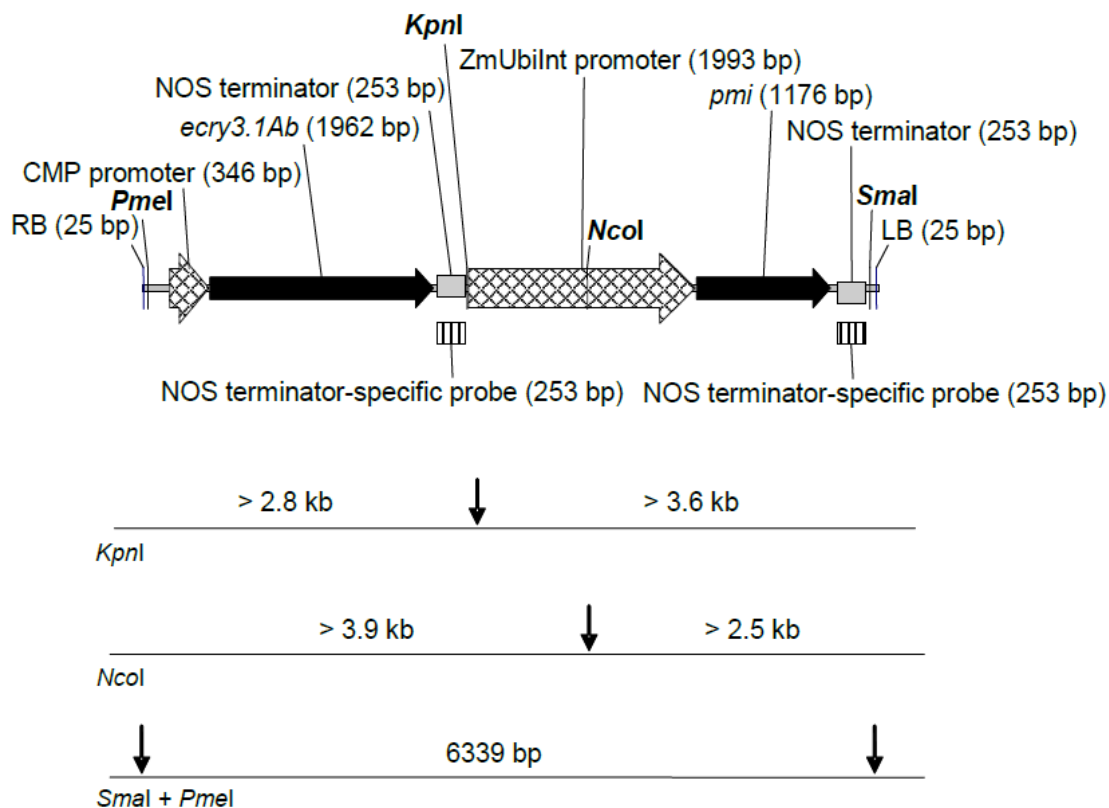 KpnI
ZmUbiInt promoter (1993 bp)
NOS terminator (253 bp)
pmi (1176 bp)
ecry3.1Ab (1962 bp)
NOS terminator (253 bp)
CMP promoter (346 bp)
PmeI
SmaI
RB (25 bp)
NcoI
LB (25 bp)
NOS terminator-specific probe (253 bp)
NOS terminator-specific probe (253 bp)
> 2.8 kb
> 3.6 kb
KpnI
> 3.9 kb
> 2.5 kb
NcoI
6339 bp
SmaI + PmeI